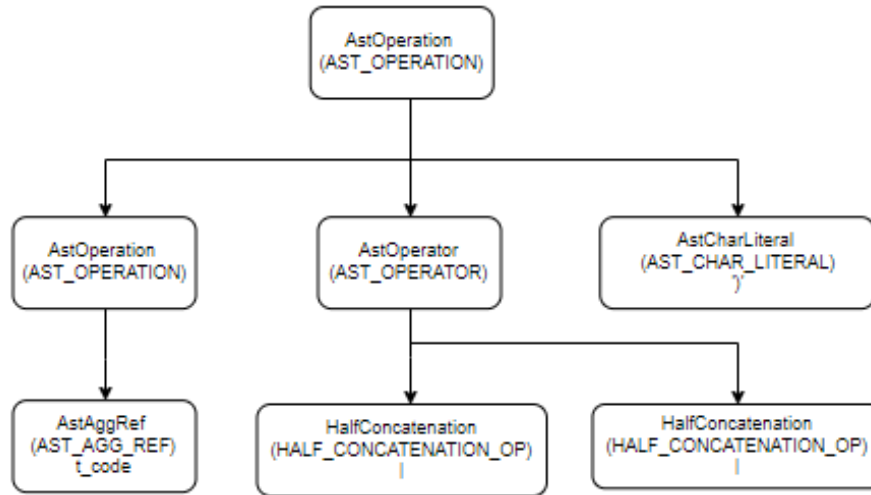 AstOperation
(AST_OPERATION)
AstOperation
(AST_OPERATION)
AstOperator
(AST_OPERATOR)
AstCharLiteral
(AST_CHAR_LITERAL)
')'
AstAggRef
(AST_AGG_REF)
t_code
HalfConcatenation
(HALF_CONCATENATION_OP)
|
HalfConcatenation
(HALF_CONCATENATION_OP)
|